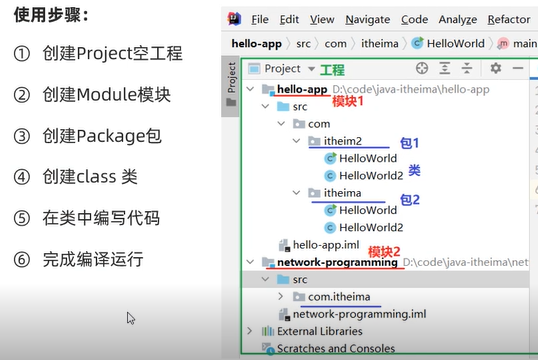 使用步骤：
① 创建Project空工程
② 创建Module模块
③ 创建Package包
④ 创建class 类
⑤ 在类中编写代码
⑥ 完成编译运行
File Edit View Navigate Code Analyze Refactor
hello-app src com itheima HelloWorld main
Project
Project 工程
hello-app D:\code\java-itheima\hello-app
模块1
src
com
itheim2 包1
HelloWorld
HelloWorld2 类
itheima 包2
HelloWorld
HelloWorld2
hello-app.iml
模块2
network-programming D:\code\java-itheima\net
src
com.itheima
network-programming.iml
External Libraries
Scratches and Consoles